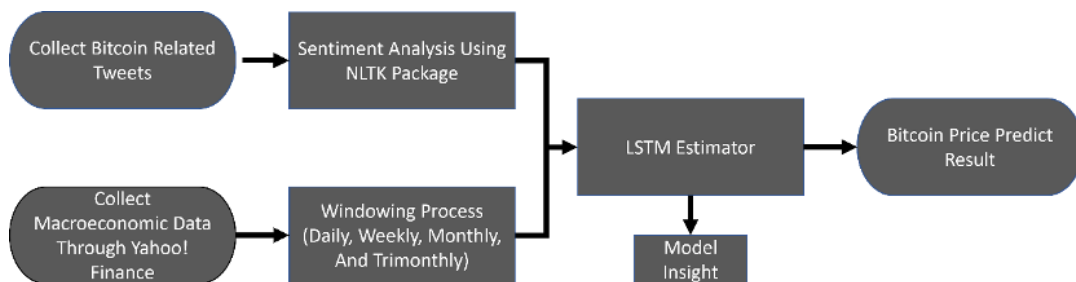 Collect Bitcoin Related
Tweets
Sentiment Analysis Using
NLTK Package
LSTM Estimator
Bitcoin Price Predict
Result
Collect
Macroeconomic Data
Through Yahoo!
Finance
Windowing Process
(Daily, Weekly, Monthly,
And Trimonthly)
Model
Insight